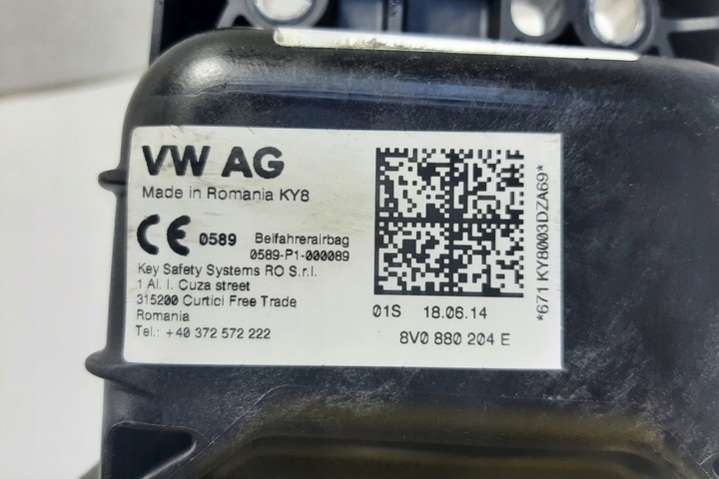 VW AG
Made in Romania KY8
CE 0589 Beifahrerairbag
0589-P1-000089
Key Safety Systems RO S.r.l.
1 Al. I. Cuza street
315200 Curtici Free Trade
Romania
Tel.: +40 372 572 222
01S 18.06.14
8V0 880 204 E
*671 KY8003DZA69*